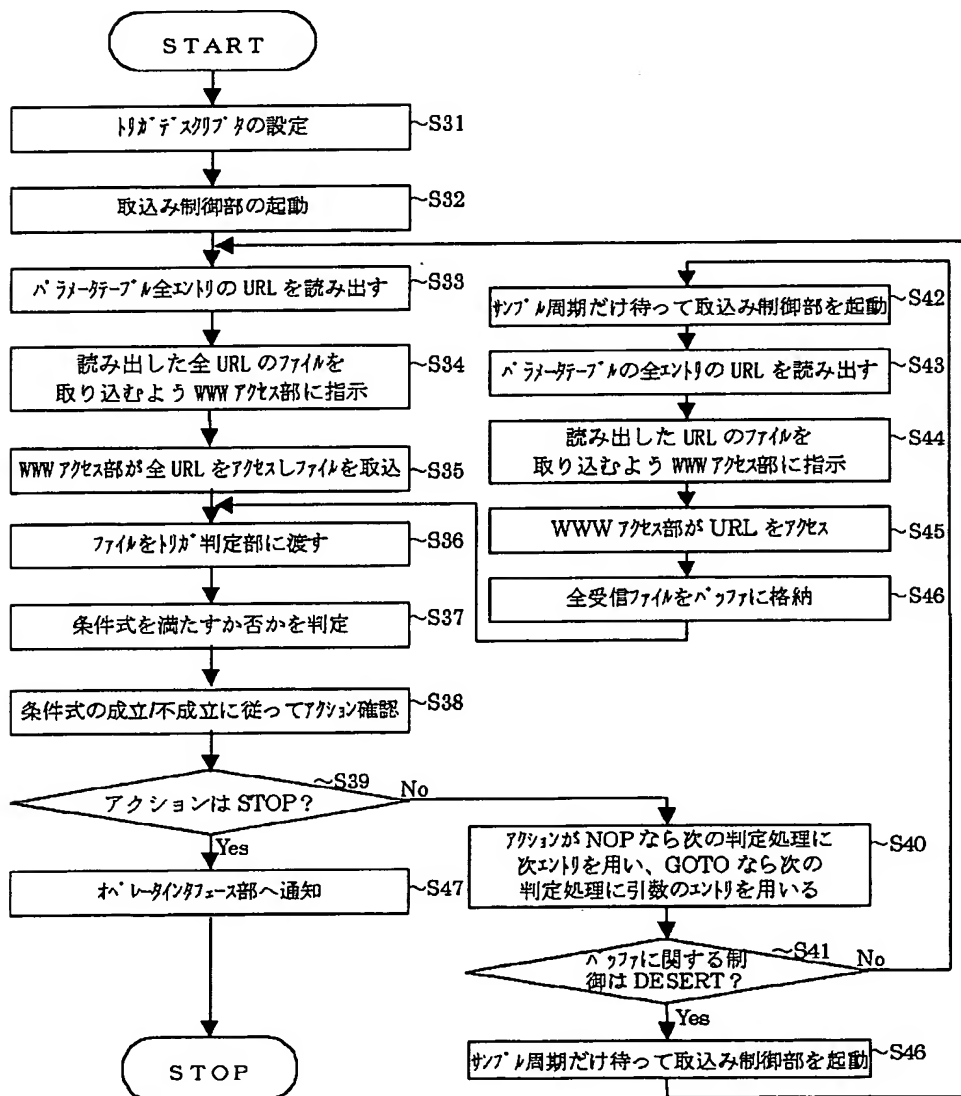 START
トリガデスクリプタの設定
~S31
取込み制御部の起動
~S32
パラメータテーブル全エントリの URL を読み出す
~S33
読み出した全 URL のファイルを
取り込むよう WWW アクセス部に指示
~S34
WWW アクセス部が全 URL をアクセスしファイルを取込
~S35
ファイルをトリガ判定部に渡す
~S36
条件式を満たすか否かを判定
~S37
条件式の成立/不成立に従ってアクション確認
~S38
~S39
アクションは STOP?
No
Yes
オペレータインタフェース部へ通知
~S47
STOP
サンプル周期だけ待って取込み制御部を起動
~S42
パラメータテーブルの全エントリの URL を読み出す
~S43
読み出した URL のファイルを
取り込むよう WWW アクセス部に指示
~S44
WWW アクセス部が URL をアクセス
~S45
全受信ファイルをバッファに格納
~S46
アクションが NOP なら次の判定処理に
次エントリを用い、GOTO なら次の
判定処理に引数のエントリを用いる
~S40
~S41
バッファに関する制
御は DESERT?
No
Yes
サンプル周期だけ待って取込み制御部を起動
~S46